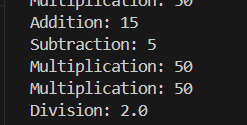 Multiplication: 50
Addition: 15
Subtraction: 5
Multiplication: 50
Multiplication: 50
Division: 2.0